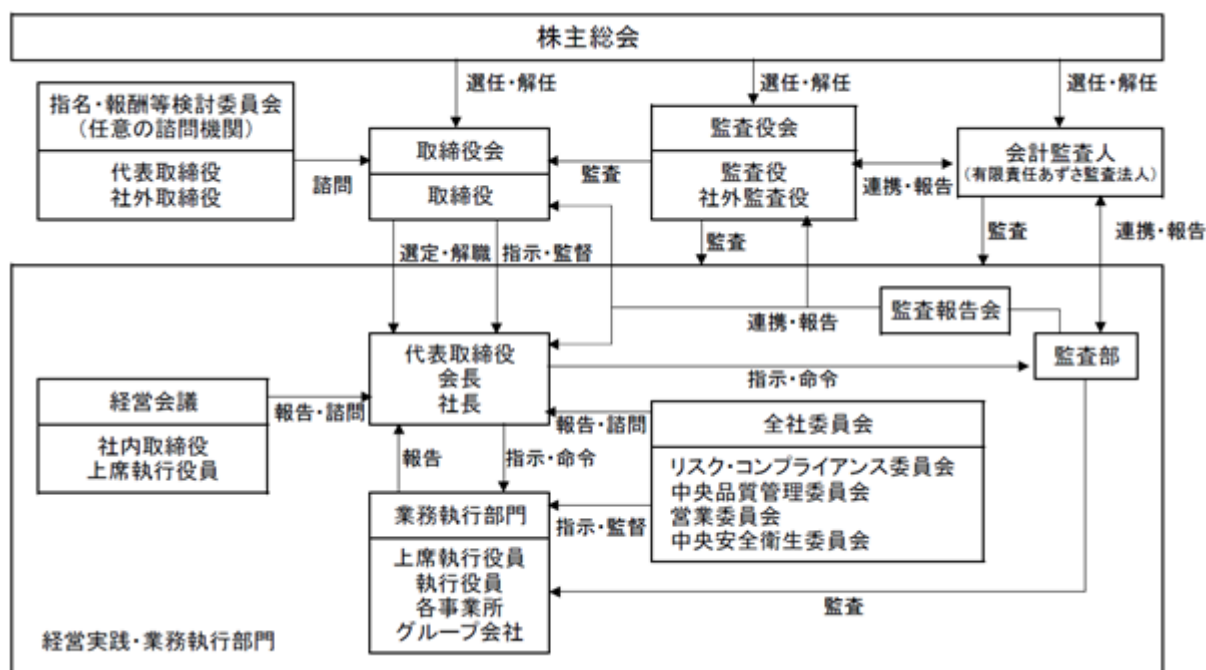 株主総会
選任・解任
選任・解任
選任・解任
指名・報酬等検討委員会
(任意の諮問機関)
代表取締役
社外取締役
諮問
取締役会
取締役
監査
監査役会
監査役
社外監査役
連携・報告
会計監査人
(有限責任あずさ監査法人)
選定・解職
指示・監督
監査
監査
連携・報告
監査報告会
連携・報告
監査部
代表取締役
会長
社長
指示・命令
経営会議
社内取締役
上席執行役員
報告・諮問
報告・諮問
全社委員会
リスク・コンプライアンス委員会
中央品質管理委員会
営業委員会
中央安全衛生委員会
報告
指示・命令
業務執行部門
上席執行役員
執行役員
各事業所
グループ会社
指示・監督
監査
経営実践・業務執行部門